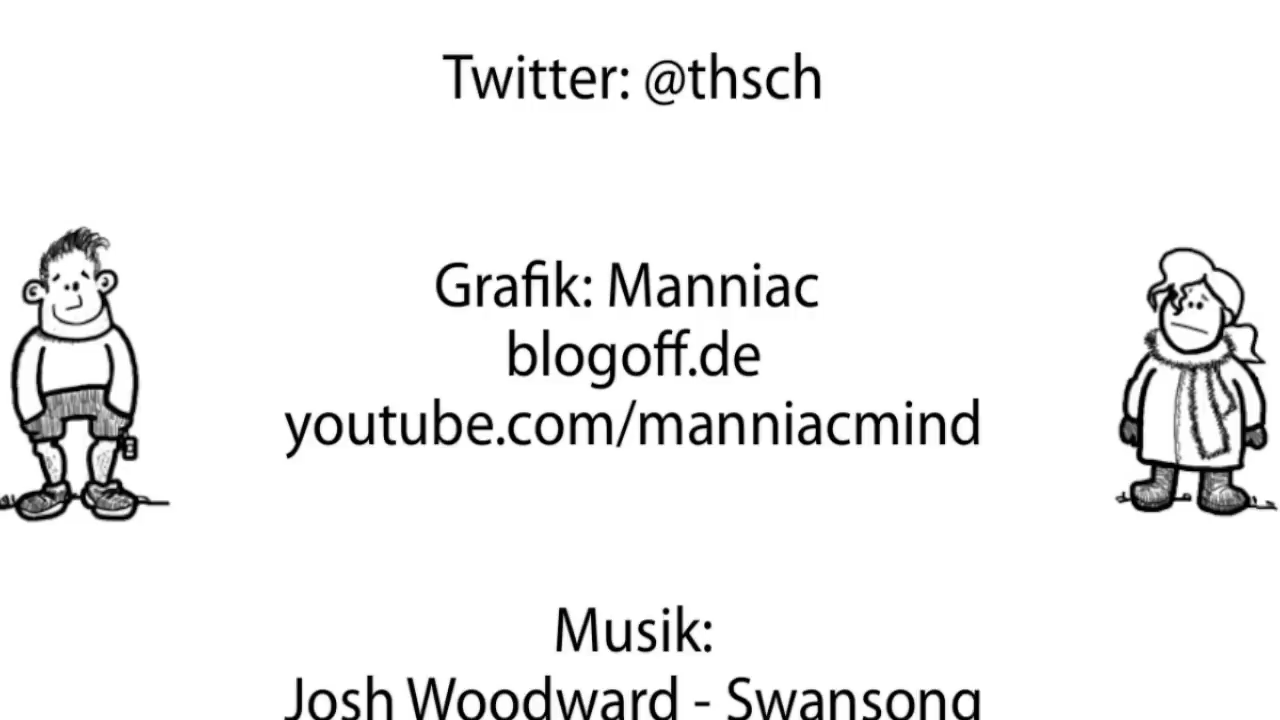 Twitter: @thsch
Grafik: Manniac
blogoff.de
youtube.com/manniacmind
Musik:
Josh Woodward - Swansong